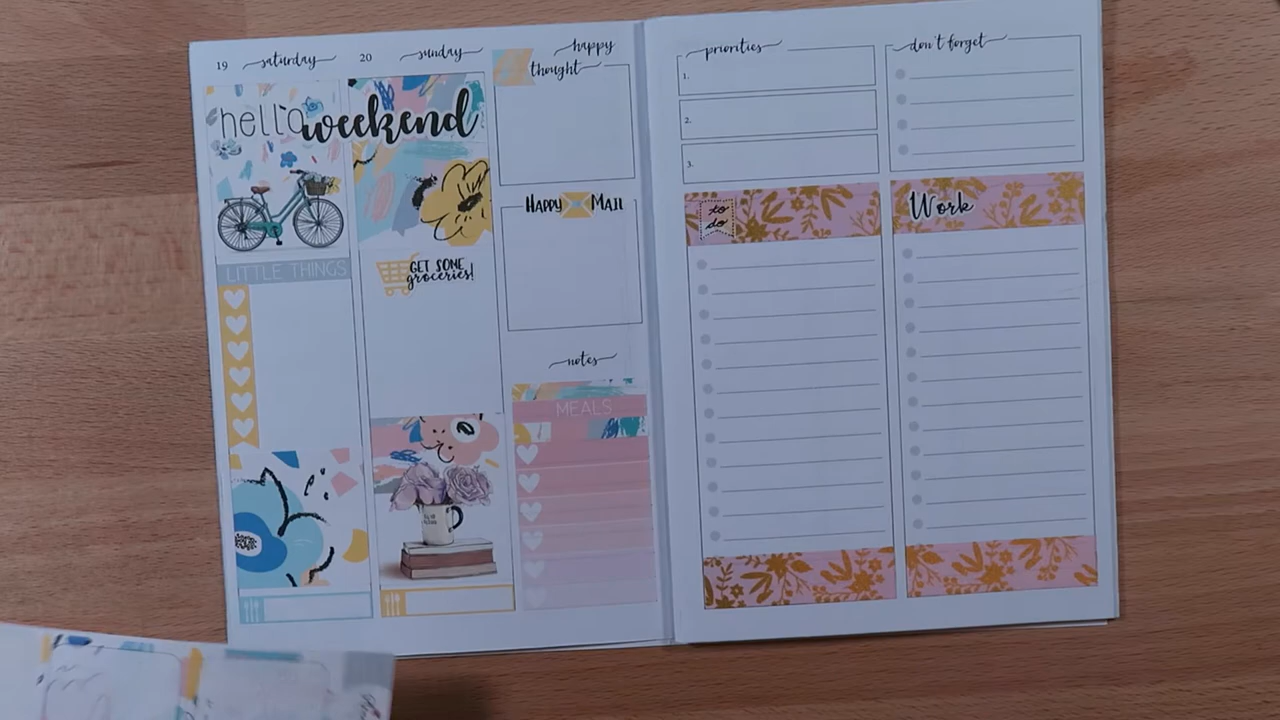 19 saturday
20 sunday
happy
thought
hello weekend
LITTLE THINGS
GET SOME
groceries!
HAPPY MAIL
notes
MEALS
priorities
1.
2.
3.
don't forget
to
do
Work